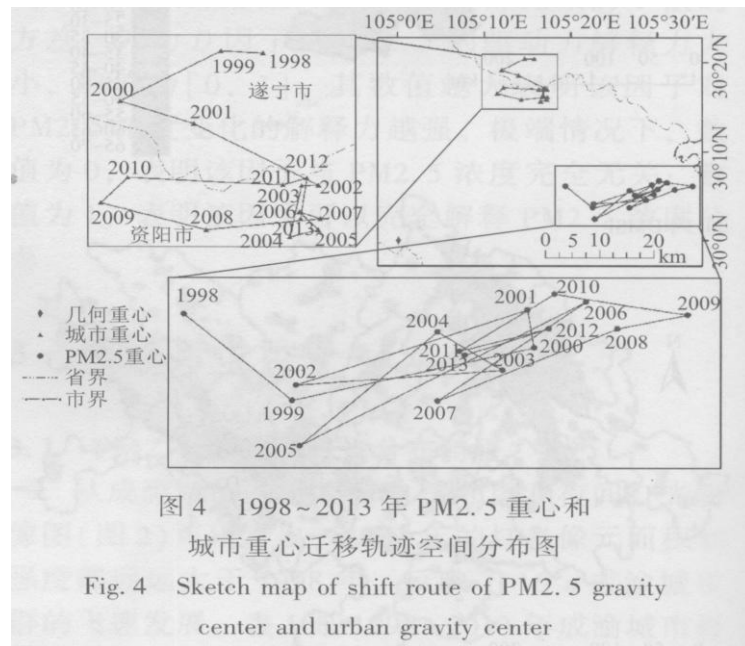 105°0′E 105°10′E 105°20′E 105°30′E
1999 1998
遂宁市
2000
2001
2010 2012
2011 2002
2003
2009 2008 2006 2007
资阳市 2013
2004 2005
30°20′N
30°10′N
30°0′N
0 5 10 20
km
1998 2010
2001 2006 2009
2004
2012 2008
2011
2013 2003 2000
2002
1999 2007
2005
N
几何重心
城市重心
PM2.5重心
省界
市界
图4 1998~2013 年 PM2.5 重心和
城市重心迁移轨迹空间分布图
Fig. 4 Sketch map of shift route of PM2.5 gravity
center and urban gravity center